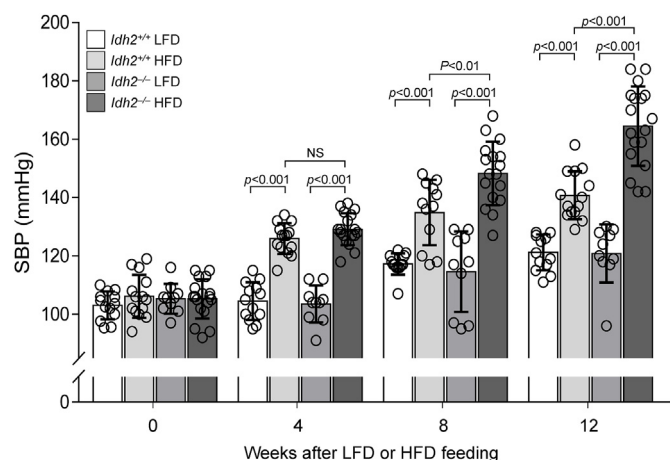 200
180
160
140
120
100
0
SBP (mmHg)
Idh2+/+ LFD
Idh2+/+ HFD
Idh2−/− LFD
Idh2−/− HFD
NS
p<0.001
p<0.001
P<0.01
p<0.001
p<0.001
p<0.001
p<0.001
p<0.001
0
4
8
12
Weeks after LFD or HFD feeding